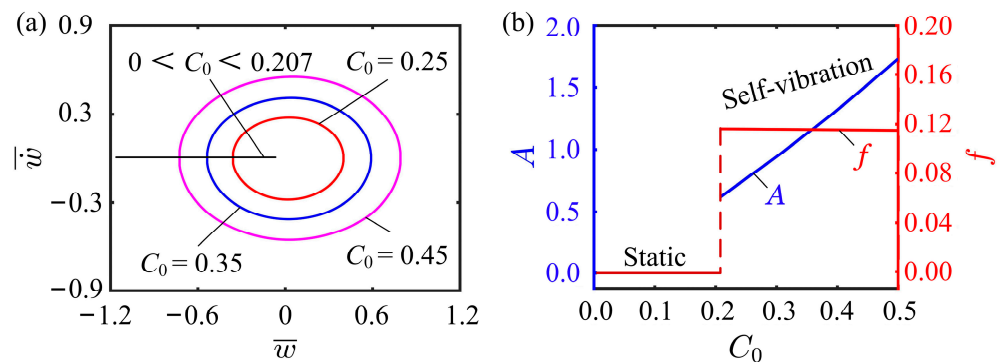 (a)
0.9
0.3
−0.3
−0.9
−1.2
−0.6
0
0.6
1.2
w̅
w̅̇
0 < C₀ < 0.207
C₀ = 0.25
C₀ = 0.35
C₀ = 0.45
(b)
2.0
1.5
1.0
0.5
0.0
A
0.0
0.1
0.2
0.3
0.4
0.5
C₀
0.20
0.16
0.12
0.08
0.04
0.00
f
Self-vibration
f
A
Static